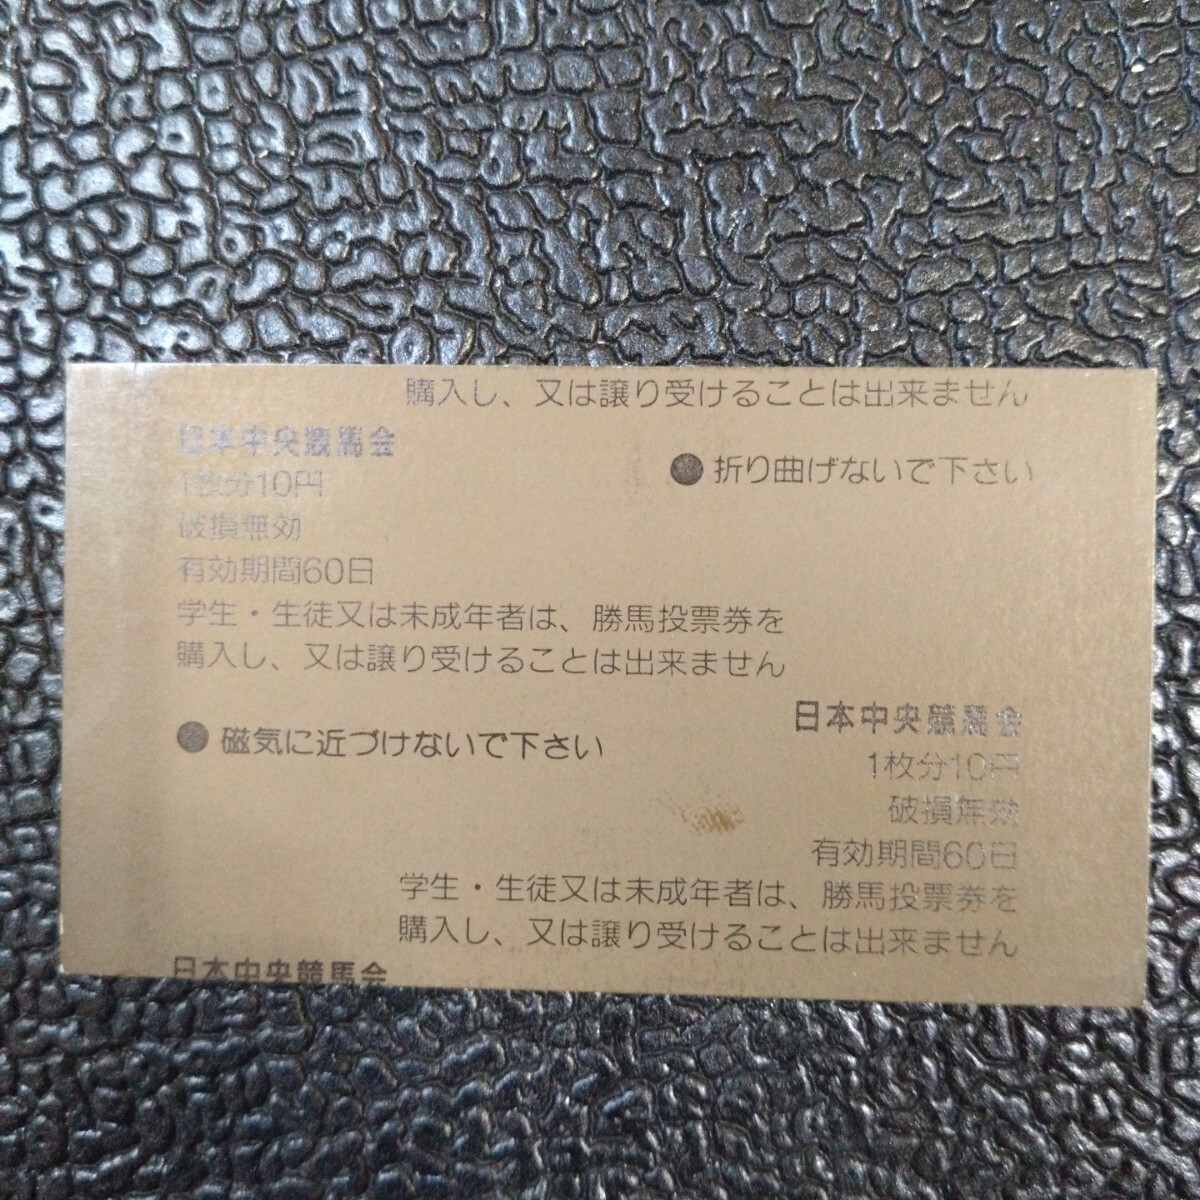 購入し、又は譲り受けることは出来ません
日本中央競馬会
●折り曲げないで下さい
1枚分10円
破損無効
有効期間60日
学生・生徒又は未成年者は、勝馬投票券を
購入し、又は譲り受けることは出来ません
日本中央競馬会
●磁気に近づけないで下さい
1枚分10円
破損無効
有効期間60日
学生・生徒又は未成年者は、勝馬投票券を
購入し、又は譲り受けることは出来ません
日本中央競馬会